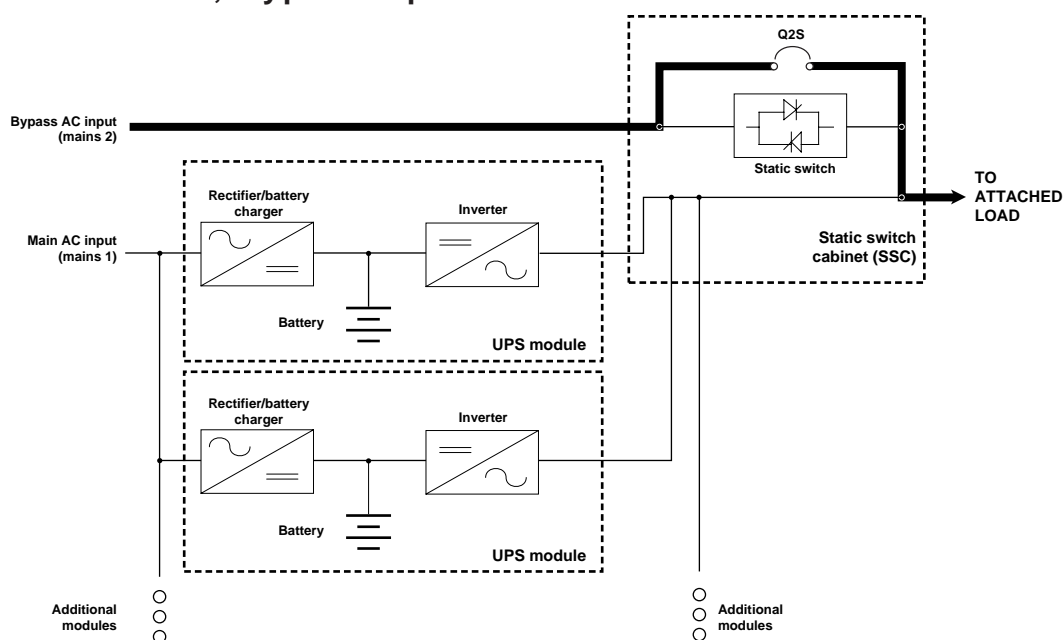 Q2S
Bypass AC input
(mains 2)
Static switch
TO
ATTACHED
LOAD
Static switch
cabinet (SSC)
Rectifier/battery
charger
Inverter
Main AC input
(mains 1)
Battery
UPS module
Rectifier/battery
charger
Inverter
Battery
UPS module
Additional
modules
Additional
modules